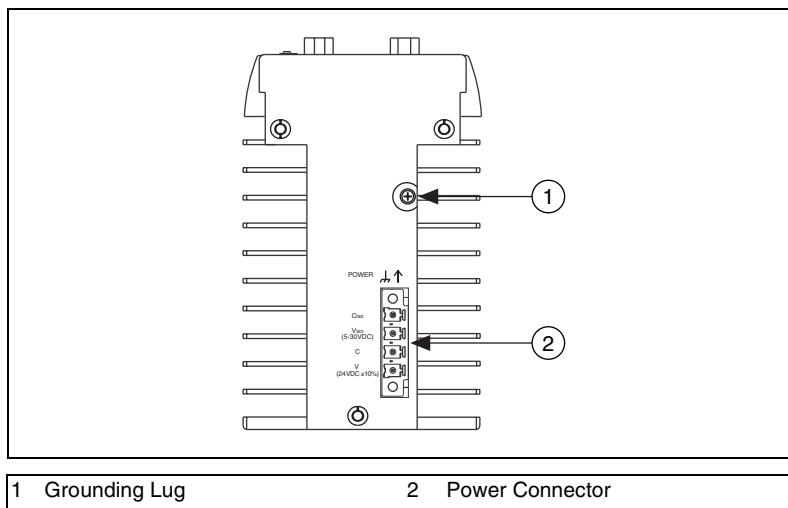 1
POWER
Ciso
Viso
(5-30VDC)
C
V
(24VDC ±10%)
2
1 Grounding Lug 2 Power Connector